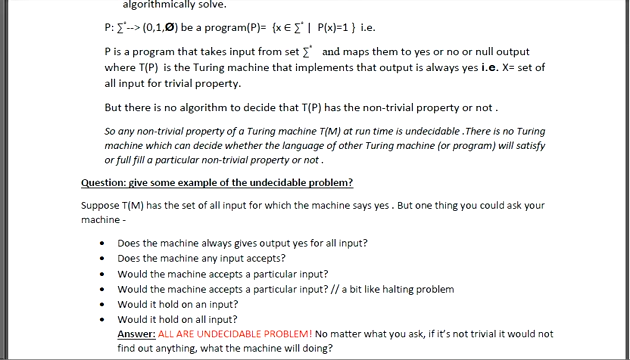 algorithmically solve.
P: ∑*--> (0,1,Ø) be a program(P)= {x E ∑* | P(x)=1 } i.e.
P is a program that takes input from set ∑* and maps them to yes or no or null output
where T(P) is the Turing machine that implements that output is always yes i.e. X= set of
all input for trivial property.
But there is no algorithm to decide that T(P) has the non-trivial property or not .
So any non-trivial property of a Turing machine T(M) at run time is undecidable .There is no Turing
machine which can decide whether the language of other Turing machine (or program) will satisfy
or full fill a particular non-trivial property or not .
Question: give some example of the undecidable problem?
Suppose T(M) has the set of all input for which the machine says yes . But one thing you could ask your
machine -
• Does the machine always gives output yes for all input?
• Does the machine any input accepts?
• Would the machine accepts a particular input?
• Would the machine accepts a particular input? // a bit like halting problem
• Would it hold on an input?
• Would it hold on all input?
Answer: ALL ARE UNDECIDABLE PROBLEM! No matter what you ask, if it's not trivial it would not
find out anything, what the machine will doing?